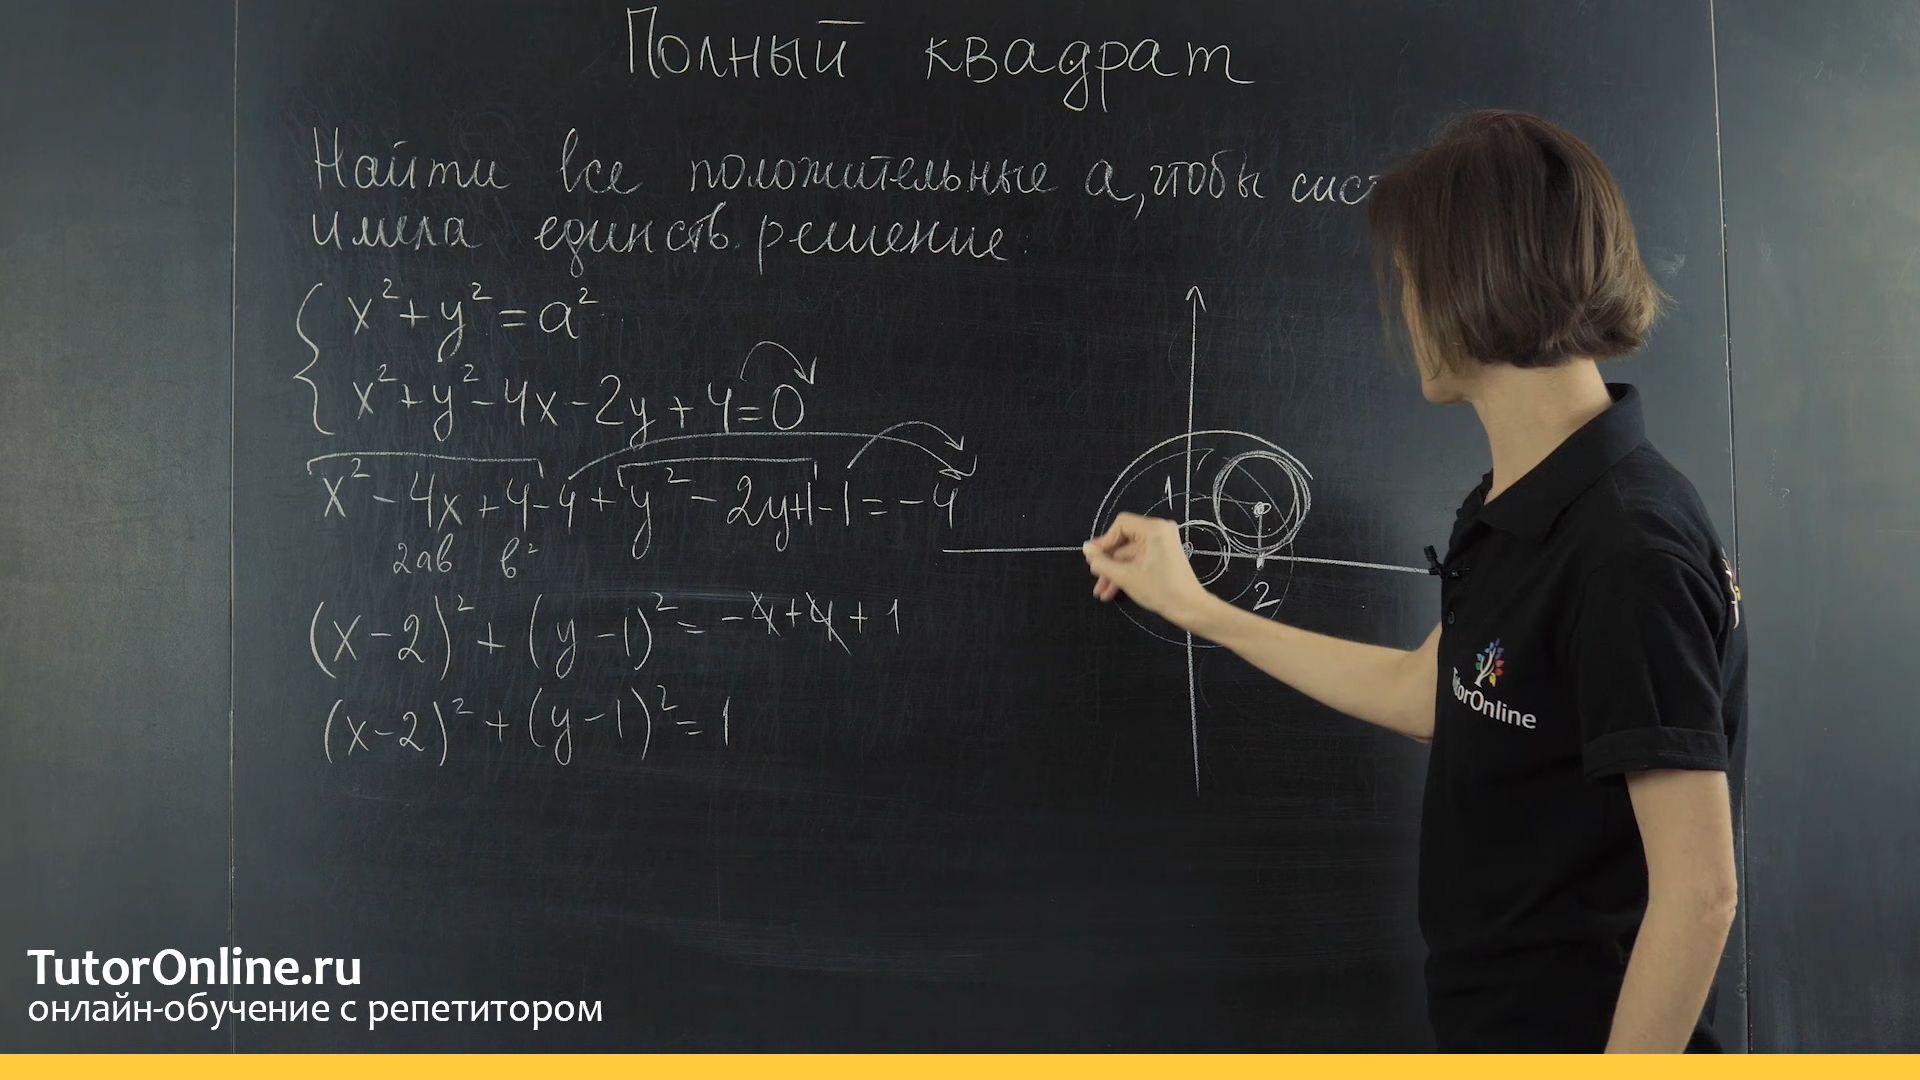 Полный квадрат
Найти все положительные а, чтобы сист
имела единств. решение:
x² + y² = a²
x² + y² - 4x - 2y + 4 = 0
x² - 4x + 4 - 4 + y² - 2y + 1 - 1 = -4
2ab b²
(x - 2)² + (y - 1)² = -4 + 4 + 1
(x - 2)² + (y - 1)² = 1
1
2
TutorOnline
TutorOnline.ru
онлайн-обучение с репетитором